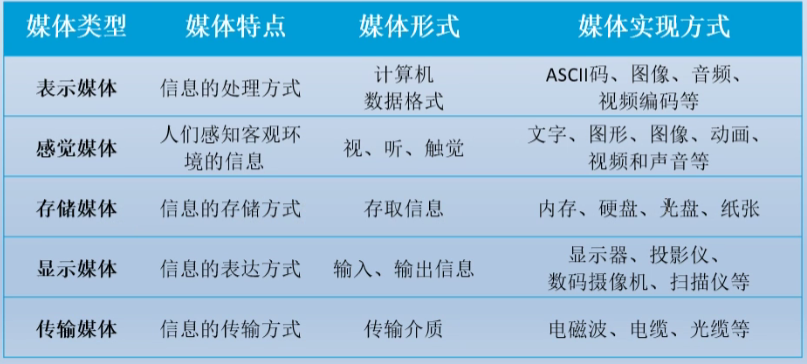 媒体类型 媒体特点 媒体形式 媒体实现方式
表示媒体 信息的处理方式 计算机
数据格式 ASCII码、图像、音频、
视频编码等
感觉媒体 人们感知客观环
境的信息 视、听、触觉 文字、图形、图像、动画、
视频和声音等
存储媒体 信息的存储方式 存取信息 内存、硬盘、光盘、纸张
显示媒体 信息的表达方式 输入、输出信息 显示器、投影仪、
数码摄像机、扫描仪等
传输媒体 信息的传输方式 传输介质 电磁波、电缆、光缆等